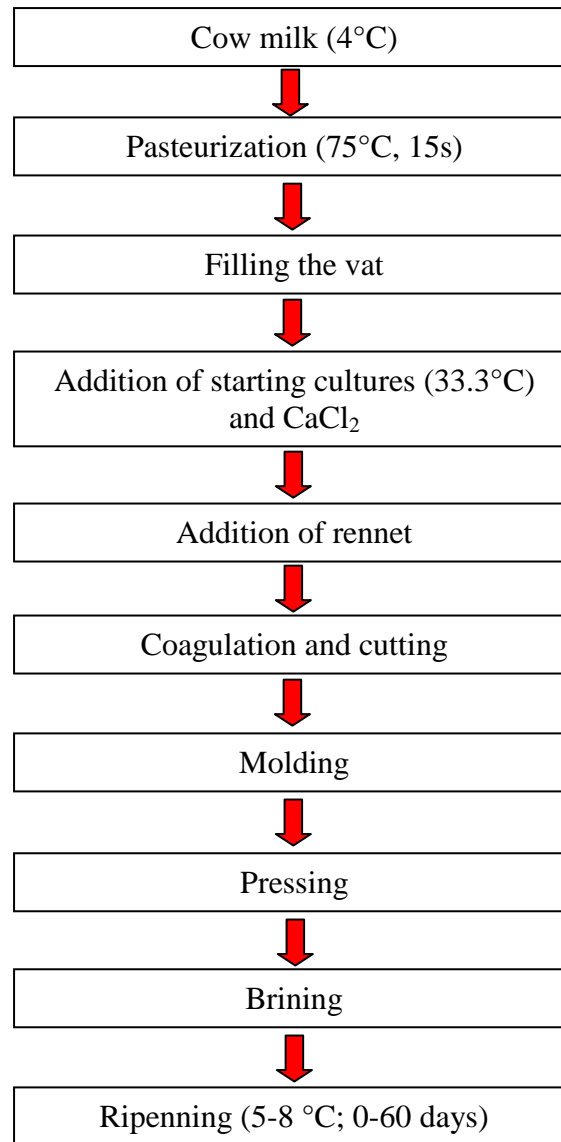 Cow milk (4°C)
Pasteurization (75°C, 15s)
Filling the vat
Addition of starting cultures (33.3°C)
and CaCl₂
Addition of rennet
Coagulation and cutting
Molding
Pressing
Brining
Ripenning (5-8 °C; 0-60 days)